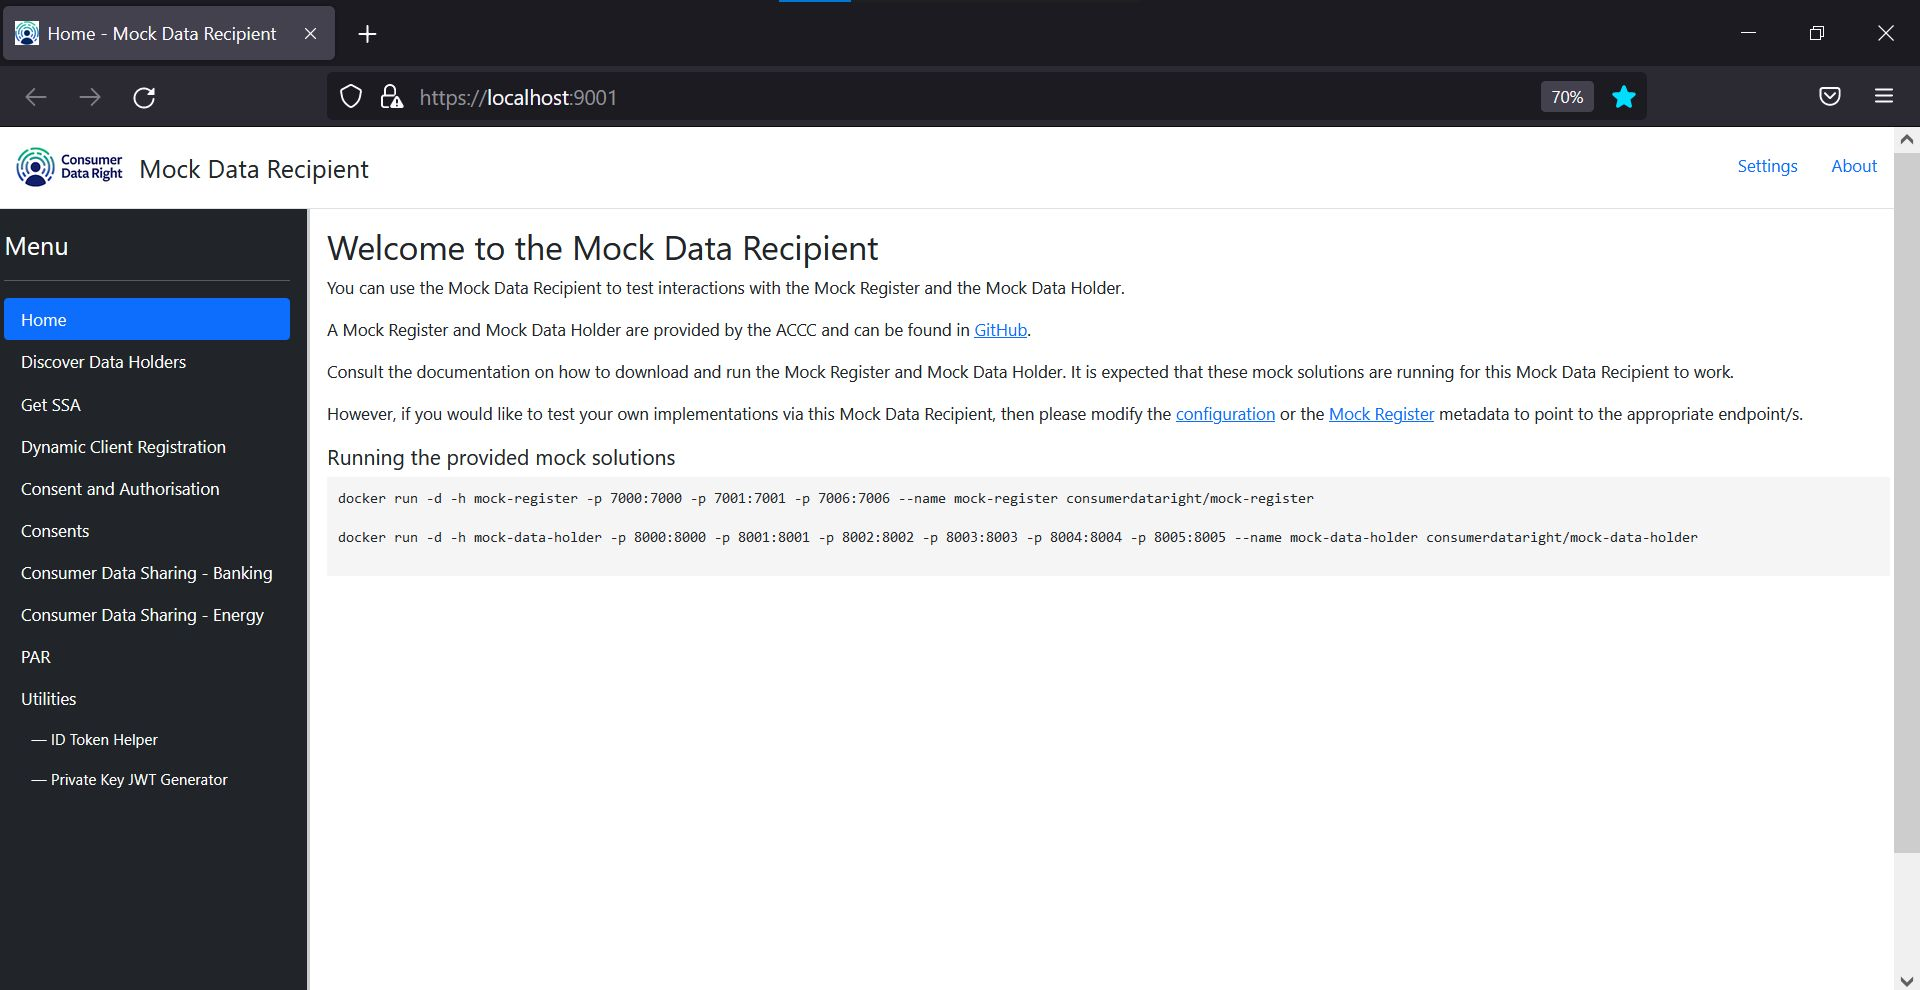 Home - Mock Data Recipient
https://localhost:9001
70%
Consumer
Data Right
Mock Data Recipient
Settings
About
Menu
Home
Discover Data Holders
Get SSA
Dynamic Client Registration
Consent and Authorisation
Consents
Consumer Data Sharing - Banking
Consumer Data Sharing - Energy
PAR
Utilities
— ID Token Helper
— Private Key JWT Generator
Welcome to the Mock Data Recipient
You can use the Mock Data Recipient to test interactions with the Mock Register and the Mock Data Holder.
A Mock Register and Mock Data Holder are provided by the ACCC and can be found in GitHub.
Consult the documentation on how to download and run the Mock Register and Mock Data Holder. It is expected that these mock solutions are running for this Mock Data Recipient to work.
However, if you would like to test your own implementations via this Mock Data Recipient, then please modify the configuration or the Mock Register metadata to point to the appropriate endpoint/s.
Running the provided mock solutions
docker run -d -h mock-register -p 7000:7000 -p 7001:7001 -p 7006:7006 --name mock-register consumerdataright/mock-register
docker run -d -h mock-data-holder -p 8000:8000 -p 8001:8001 -p 8002:8002 -p 8003:8003 -p 8004:8004 -p 8005:8005 --name mock-data-holder consumerdataright/mock-data-holder